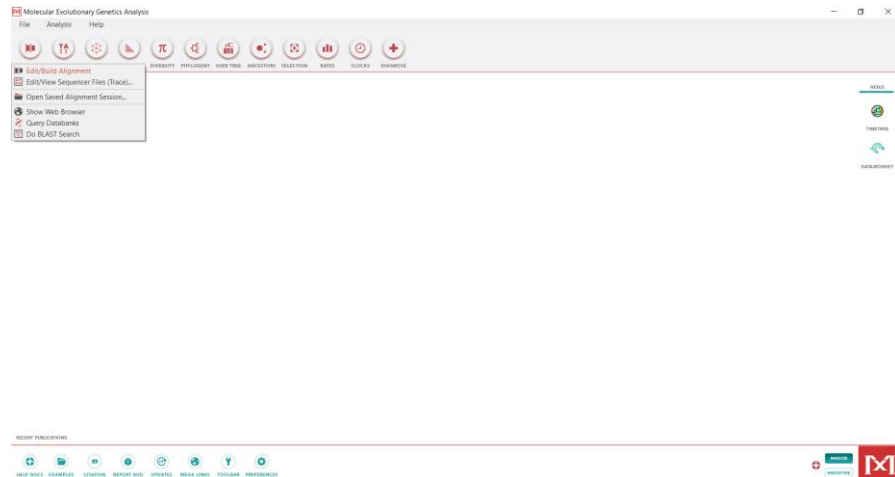 Molecular Evolutionary Genetics Analysis
File Analysis Help
DIVERSITY PHYLOGENY USER TREE ANCESTORS SELECTION RATES CLOCKS DIAGNOSE
Edit/Build Alignment
Edit/View Sequencer Files (Trace)...
Open Saved Alignment Session...
Show Web Browser
Query Databanks
Do BLAST Search
NEXUS
TIMETREE
DATAMONKEY
RECENT PUBLICATIONS
HELP DOCS EXAMPLES CITATION REPORT BUG UPDATES MEGA LINKS TOOLBAR PREFERENCES
ANALYZE
PROTOTYPE